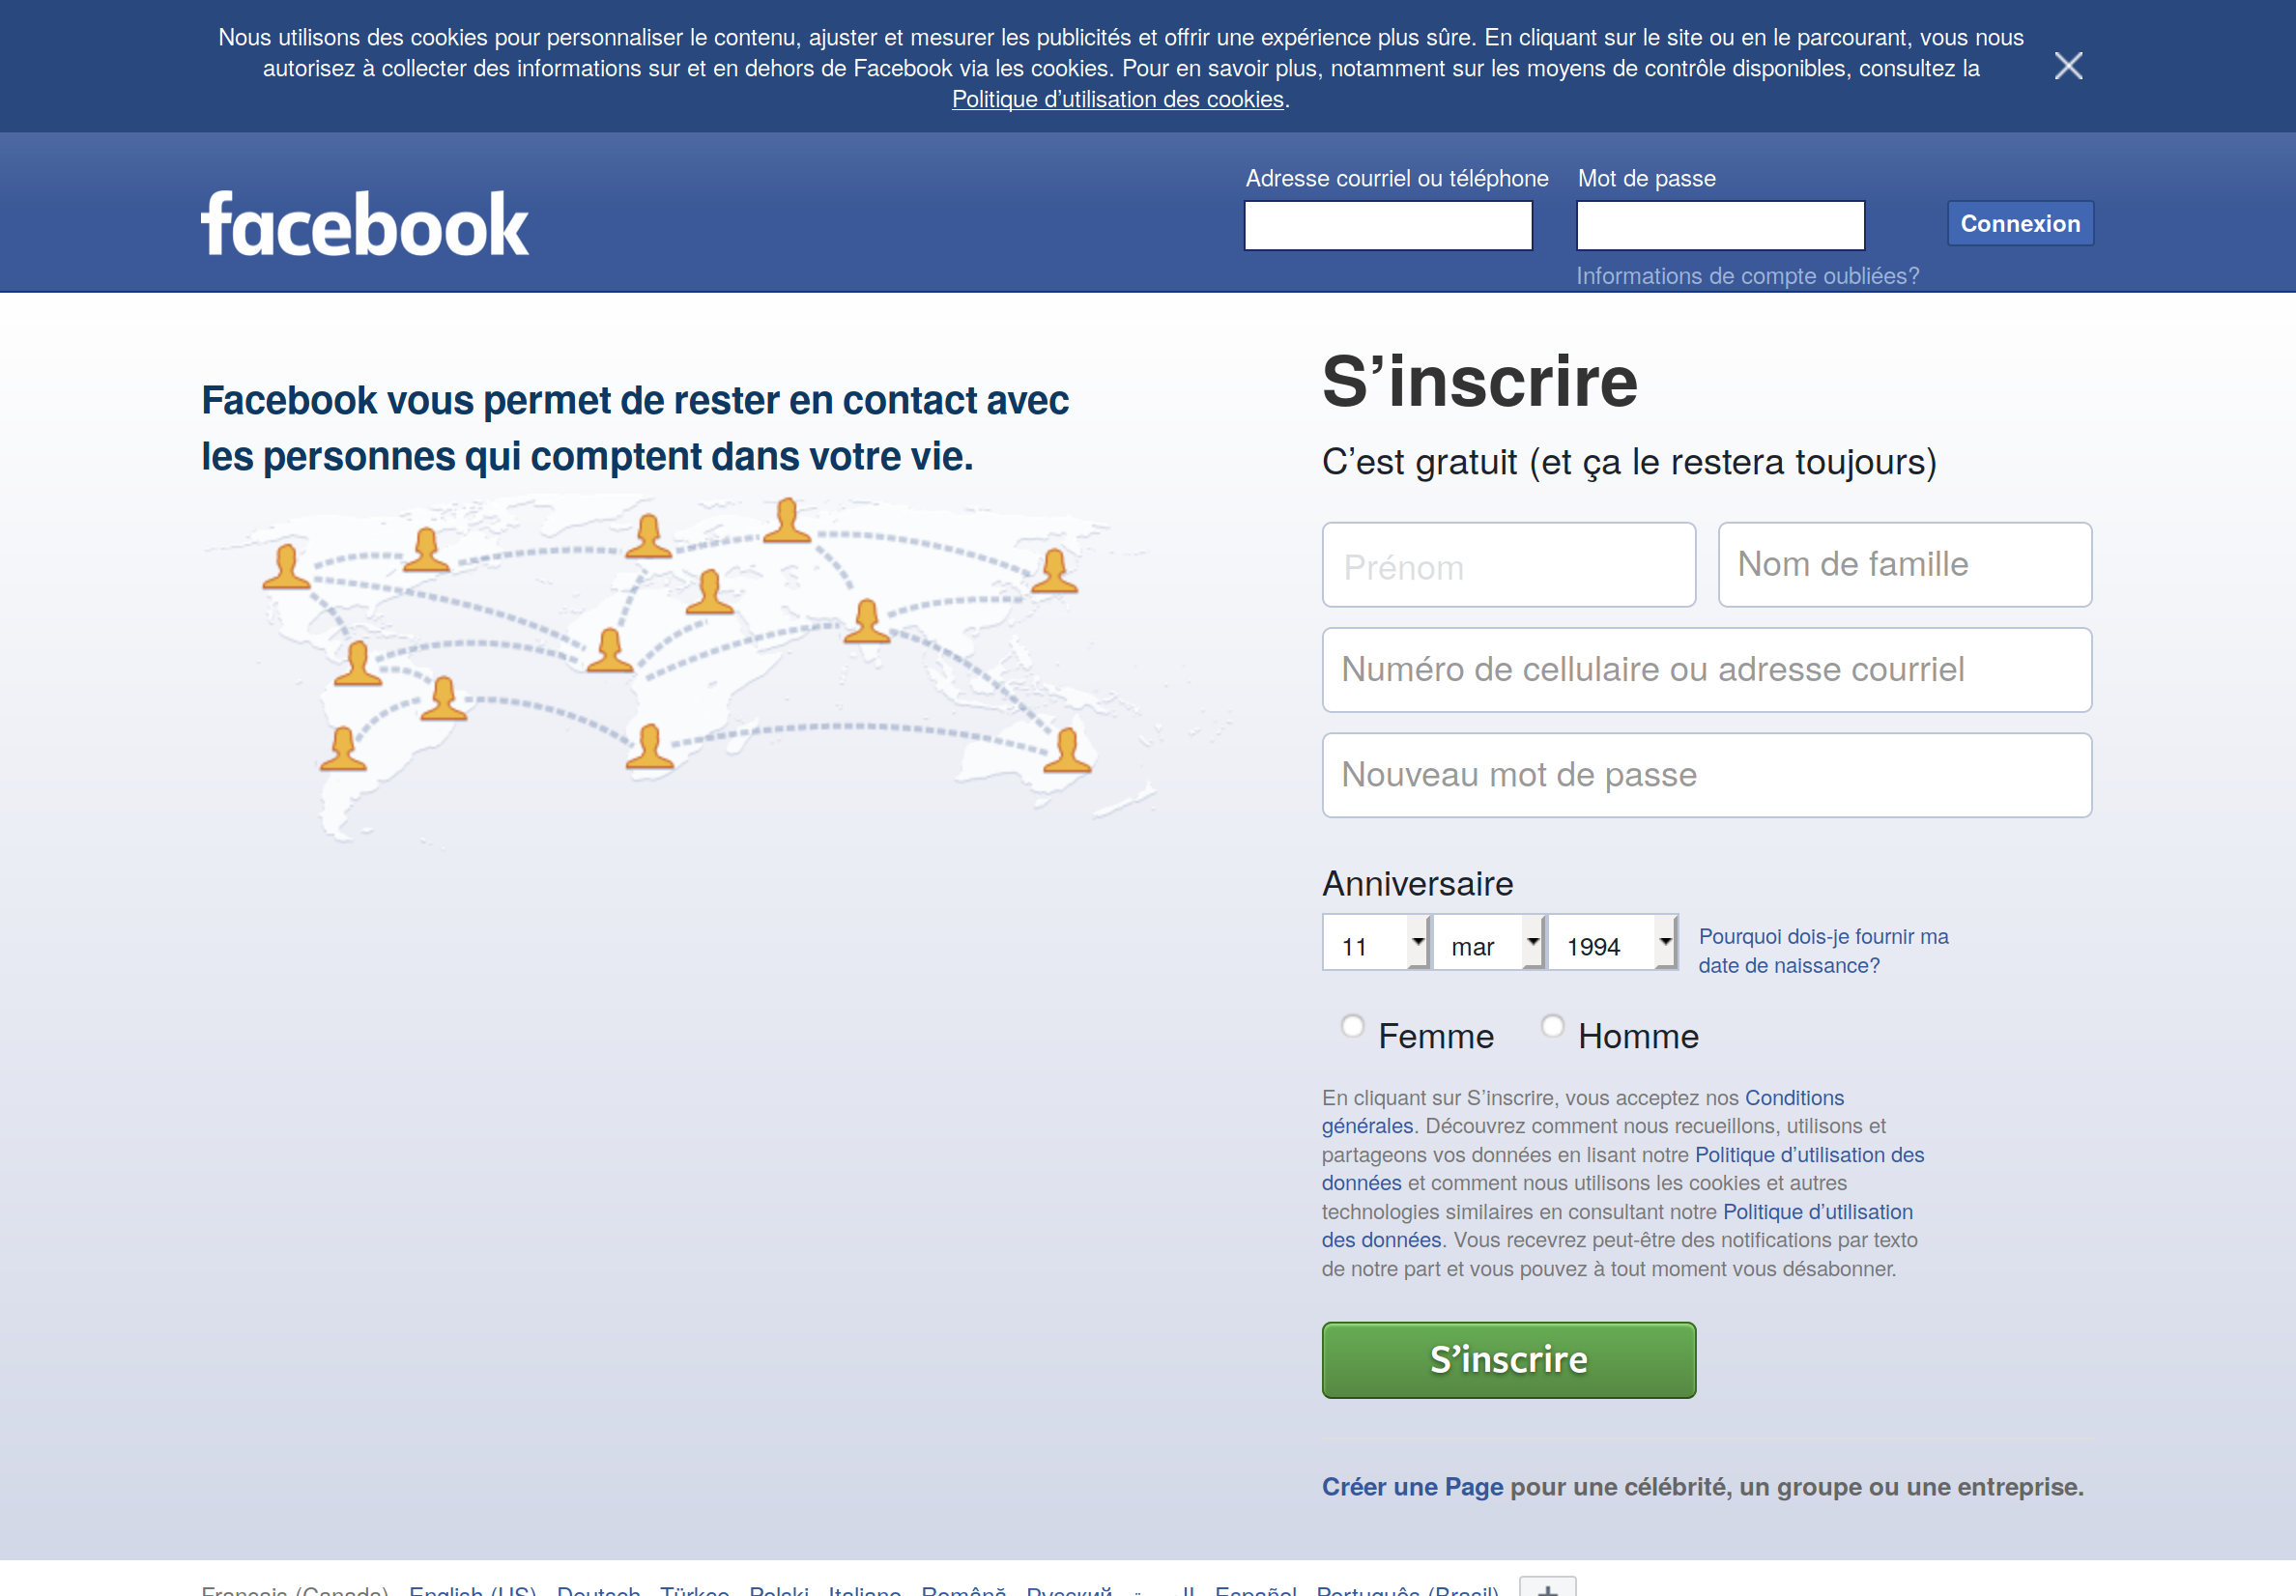 Nous utilisons des cookies pour personnaliser le contenu, ajuster et mesurer les publicités et offrir une expérience plus sûre. En cliquant sur le site ou en le parcourant, vous nous
autorisez à collecter des informations sur et en dehors de Facebook via les cookies. Pour en savoir plus, notamment sur les moyens de contrôle disponibles, consultez la
Politique d’utilisation des cookies.
facebook
Adresse courriel ou téléphone
Mot de passe
Connexion
Informations de compte oubliées?
Facebook vous permet de rester en contact avec
les personnes qui comptent dans votre vie.
S’inscrire
C’est gratuit (et ça le restera toujours)
Prénom
Nom de famille
Numéro de cellulaire ou adresse courriel
Nouveau mot de passe
Anniversaire
11 mar 1994
Pourquoi dois-je fournir ma
date de naissance?
Femme Homme
En cliquant sur S’inscrire, vous acceptez nos Conditions
générales. Découvrez comment nous recueillons, utilisons et
partageons vos données en lisant notre Politique d’utilisation des
données et comment nous utilisons les cookies et autres
technologies similaires en consultant notre Politique d’utilisation
des données. Vous recevrez peut-être des notifications par texto
de notre part et vous pouvez à tout moment vous désabonner.
S’inscrire
Créer une Page pour une célébrité, un groupe ou une entreprise.
Français (Canada) English (US) Deutsch Türkçe Polski Italiano Română Русский Español Português (Brasil)